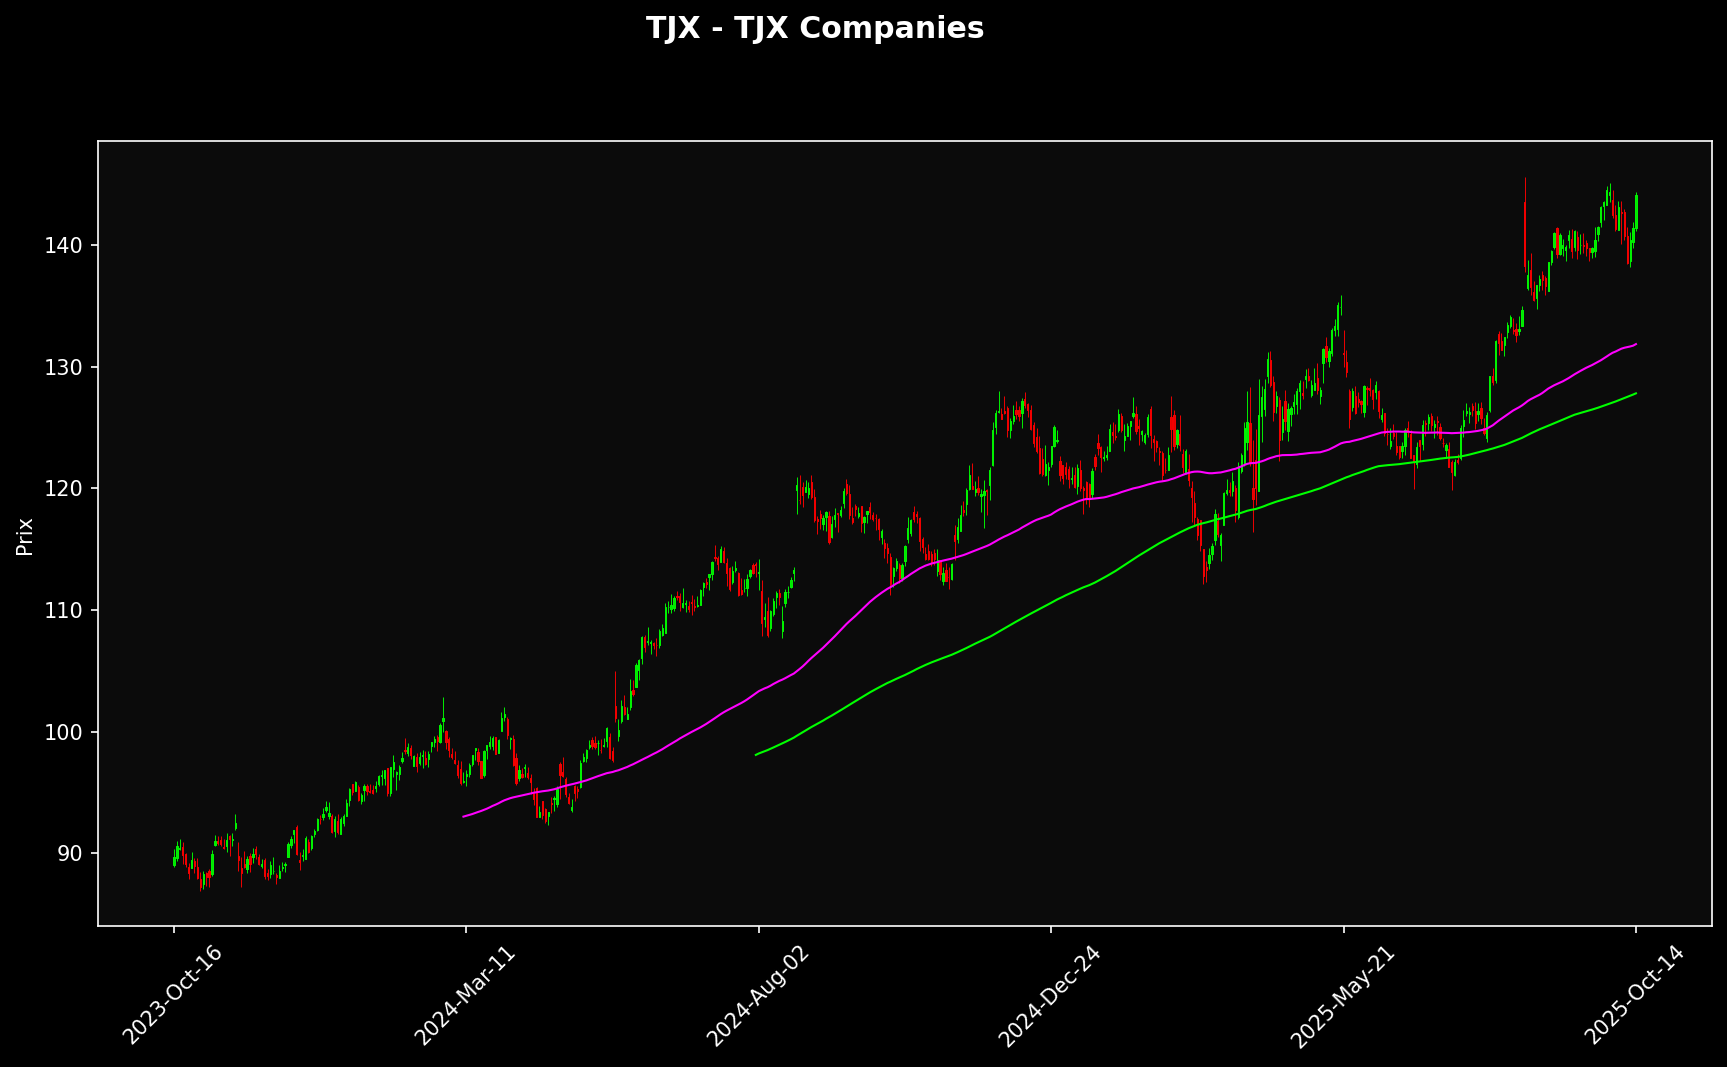 TJX - TJX Companies
Prix
140
130
120
110
100
90
2023-Oct-16
2024-Mar-11
2024-Aug-02
2024-Dec-24
2025-May-21
2025-Oct-14